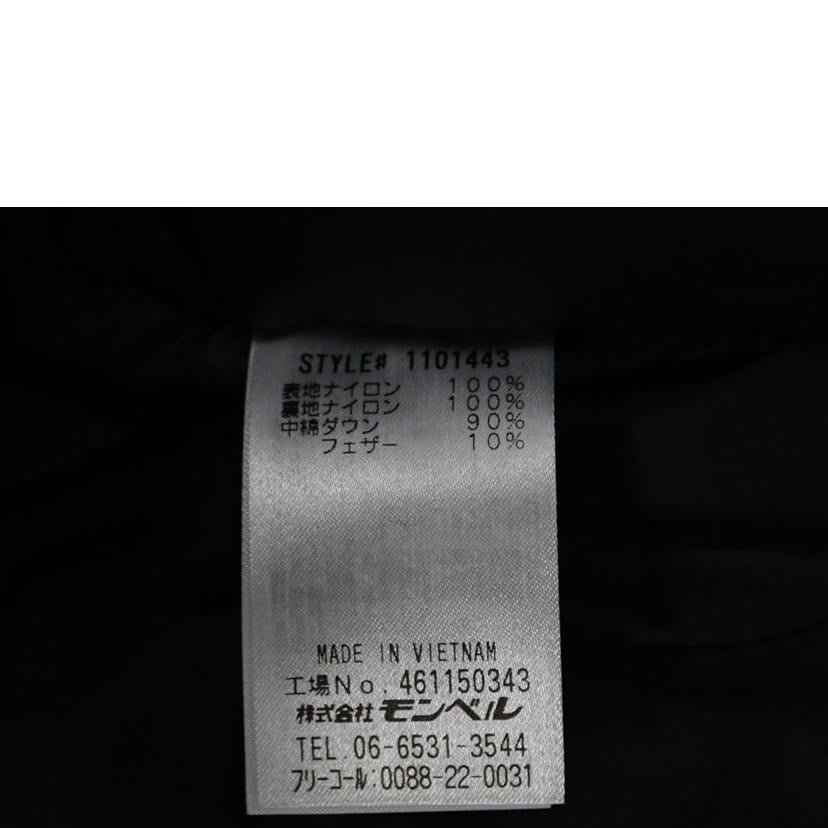 STYLE# 1101443
表地ナイロン 100%
裏地ナイロン 100%
中綿ダウン 90%
フェザー 10%
MADE IN VIETNAM
工場No. 461150343
株式会社モンベル
TEL.06-6531-3544
フリーコール:0088-22-0031